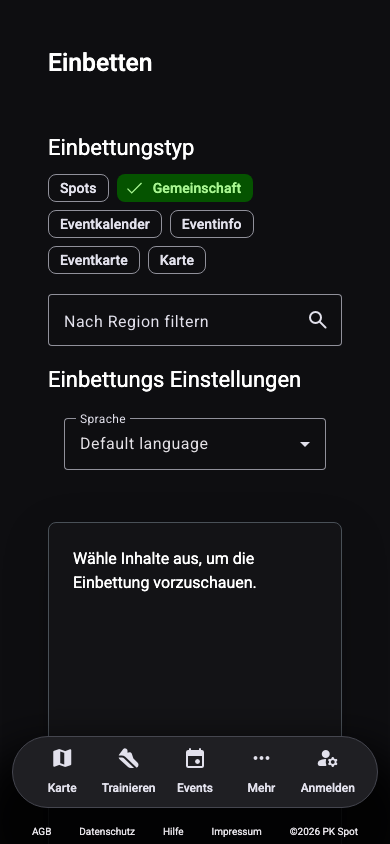 Einbetten
Einbettungstyp
Spots
Gemeinschaft
Eventkalender
Eventinfo
Eventkarte
Karte
Nach Region filtern
Einbettungs Einstellungen
Sprache
Default language
Wähle Inhalte aus, um die
Einbettung vorzuschauen.
Karte
Trainieren
Events
Mehr
Anmelden
AGB
Datenschutz
Hilfe
Impressum
©2026 PK Spot